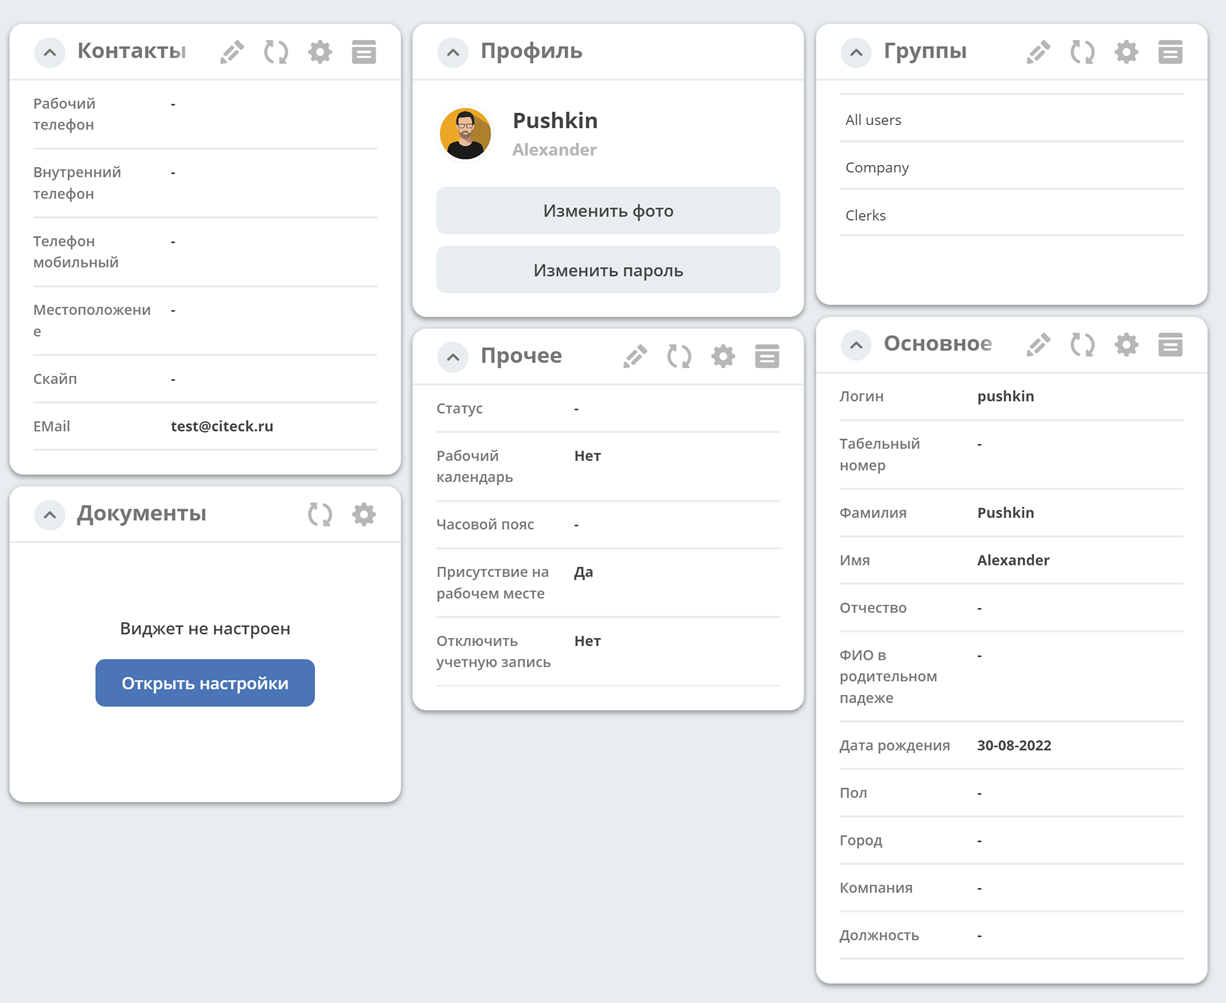 Контакты
Рабочий
телефон
-
Внутренний
телефон
-
Телефон
мобильный
-
Местоположени
е
-
Скайп
-
EMail
test@citeck.ru
Документы
Виджет не настроен
Открыть настройки
Профиль
Pushkin
Alexander
Изменить фото
Изменить пароль
Прочее
Статус
-
Рабочий
календарь
Нет
Часовой пояс
-
Присутствие на
рабочем месте
Да
Отключить
учетную запись
Нет
Группы
All users
Company
Clerks
Основное
Логин
pushkin
Табельный
номер
-
Фамилия
Pushkin
Имя
Alexander
Отчество
-
ФИО в
родительном
падеже
-
Дата рождения
30-08-2022
Пол
-
Город
-
Компания
-
Должность
-